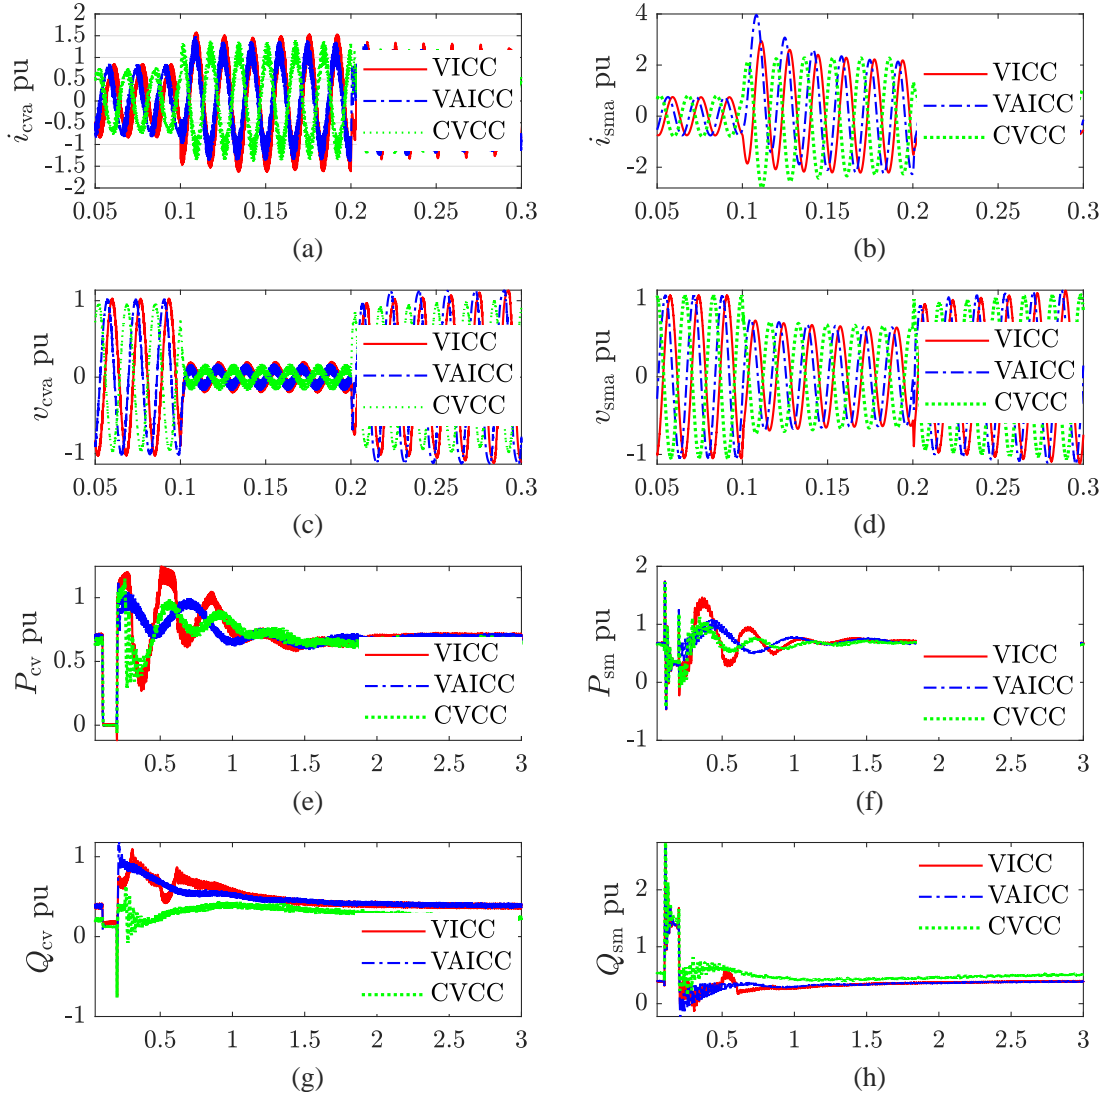 2
1.5
1
0.5
0
-0.5
-1
-1.5
-2
i_cva pu
VICC
VAICC
CVCC
0.05 0.1 0.15 0.2 0.25 0.3
(a)
4
2
0
-2
i_sma pu
VICC
VAICC
CVCC
0.05 0.1 0.15 0.2 0.25 0.3
(b)
1
0
-1
v_cva pu
VICC
VAICC
CVCC
0.05 0.1 0.15 0.2 0.25 0.3
(c)
1
0
-1
v_sma pu
VICC
VAICC
CVCC
0.05 0.1 0.15 0.2 0.25 0.3
(d)
1
0.5
0
P_cv pu
VICC
VAICC
CVCC
0.5 1 1.5 2 2.5 3
(e)
2
1
0
-1
P_sm pu
VICC
VAICC
CVCC
0.5 1 1.5 2 2.5 3
(f)
1
0
-1
Q_cv pu
VICC
VAICC
CVCC
0.5 1 1.5 2 2.5 3
(g)
2
1
0
Q_sm pu
VICC
VAICC
CVCC
0.5 1 1.5 2 2.5 3
(h)